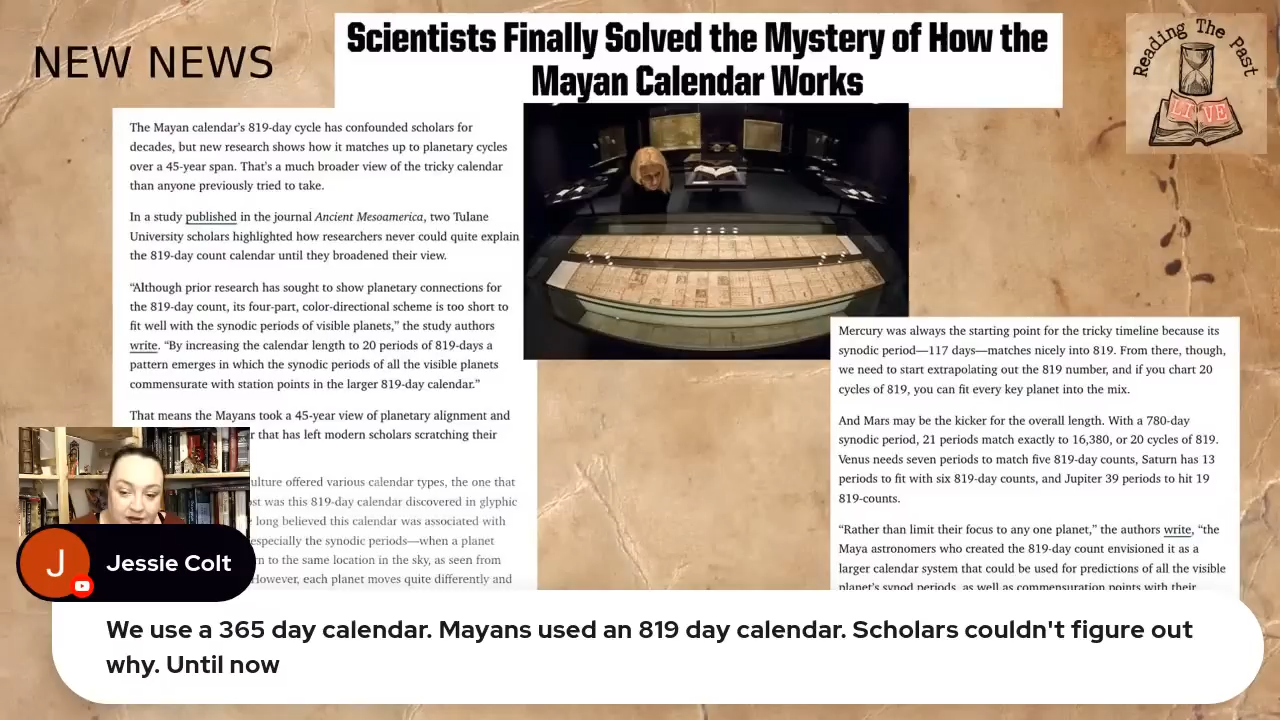 NEW NEWS
Scientists Finally Solved the Mystery of How the
Mayan Calendar Works
Reading The Past
LIVE
The Mayan calendar's 819-day cycle has confounded scholars for
decades, but new research shows how it matches up to planetary cycles
over a 45-year span. That's a much broader view of the tricky calendar
than anyone previously tried to take.
In a study published in the journal Ancient Mesoamerica, two Tulane
University scholars highlighted how researchers never could quite explain
the 819-day count calendar until they broadened their view.
“Although prior research has sought to show planetary connections for
the 819-day count, its four-part, color-directional scheme is too short to
fit well with the synodic periods of visible planets,” the study authors
write. “By increasing the calendar length to 20 periods of 819-days a
pattern emerges in which the synodic periods of all the visible planets
commensurate with station points in the larger 819-day calendar.”
That means the Mayans took a 45-year view of planetary alignment and
that has left modern scholars scratching their
offered various calendar types, the one that
was this 819-day calendar discovered in glyphic
long believed this calendar was associated with
especially the synodic periods—when a planet
to the same location in the sky, as seen from
However, each planet moves quite differently and
Mercury was always the starting point for the tricky timeline because its
synodic period—117 days—matches nicely into 819. From there, though,
we need to start extrapolating out the 819 number, and if you chart 20
cycles of 819, you can fit every key planet into the mix.
And Mars may be the kicker for the overall length. With a 780-day
synodic period, 21 periods match exactly to 16,380, or 20 cycles of 819.
Venus needs seven periods to match five 819-day counts, Saturn has 13
periods to fit with six 819-day counts, and Jupiter 39 periods to hit 19
819-counts.
“Rather than limit their focus to any one planet,” the authors write, “the
Maya astronomers who created the 819-day count envisioned it as a
larger calendar system that could be used for predictions of all the visible
planet's synod periods, as well as commensuration points with their
J
Jessie Colt
We use a 365 day calendar. Mayans used an 819 day calendar. Scholars couldn't figure out
why. Until now